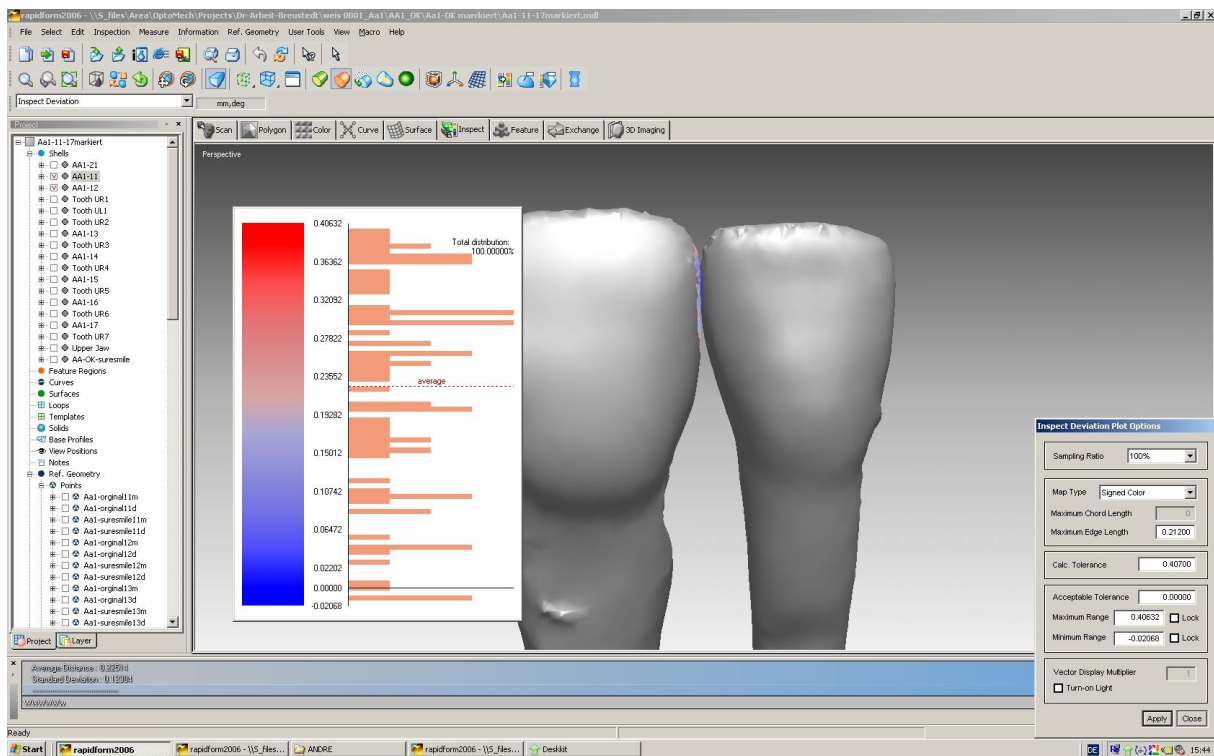 rapidform2006 - \\S_files\Area\OptoMech\Projects\Dr-Arbeit-Breustedt\weis 0001_Aa1\AA1_OK\Aa1-OK marrkiert\Aa1-11-17markiert.mdl
File Select Edit Inspection Measure Information Ref. Geometry User Tools View Macro Help
Inspect Deviation
mm,deg
Project
Scan Polygon Color Curve Surface Inspect Feature Exchange 3D Imaging
Aa1-11-17markiert
Shells
AA1-21
AA1-11
AA1-12
Tooth UR1
Tooth UL1
Tooth UR2
AA1-13
Tooth UR3
AA1-14
Tooth UR4
AA1-15
Tooth UR5
AA1-16
Tooth UR6
AA1-17
Tooth UR7
Upper Jaw
AA-OK-suresmile
Feature Regions
Curves
Surfaces
Loops
Templates
Solids
Base Profiles
View Positions
Notes
Ref. Geometry
Points
Aa1-orginal11m
Aa1-orginal11d
Aa1-suresmile11m
Aa1-suresmile11d
Aa1-orginal12m
Aa1-orginal12d
Aa1-suresmile12m
Aa1-suresmile12d
Aa1-orginal13m
Aa1-orginal13d
Aa1-suresmile13m
Aa1-suresmile13d
Project Layer
Perspective
0.40632
Total distribution:
100.00000%
0.36362
0.32092
0.27822
0.23552
average
0.19282
0.15012
0.10742
0.06472
0.02202
0.00000
-0.02068
Inspect Deviation Plot Options
Sampling Ratio 100%
Map Type Signed Color
Maximum Chord Length 0
Maximum Edge Length 0.21200
Calc. Tolerance 0.40700
Acceptable Tolerance 0.00000
Maximum Range 0.40632 Lock
Minimum Range -0.02068 Lock
Vector Display Multiplier 1
Turn-on Light
Apply Close
Average Distance : 0.22514
Standard Deviation : 0.12384
Ready
Start rapidform2006 rapidform2006 - \\S_files... ANDRE rapidform2006 - \\S_files... Deskkit DE 15:44